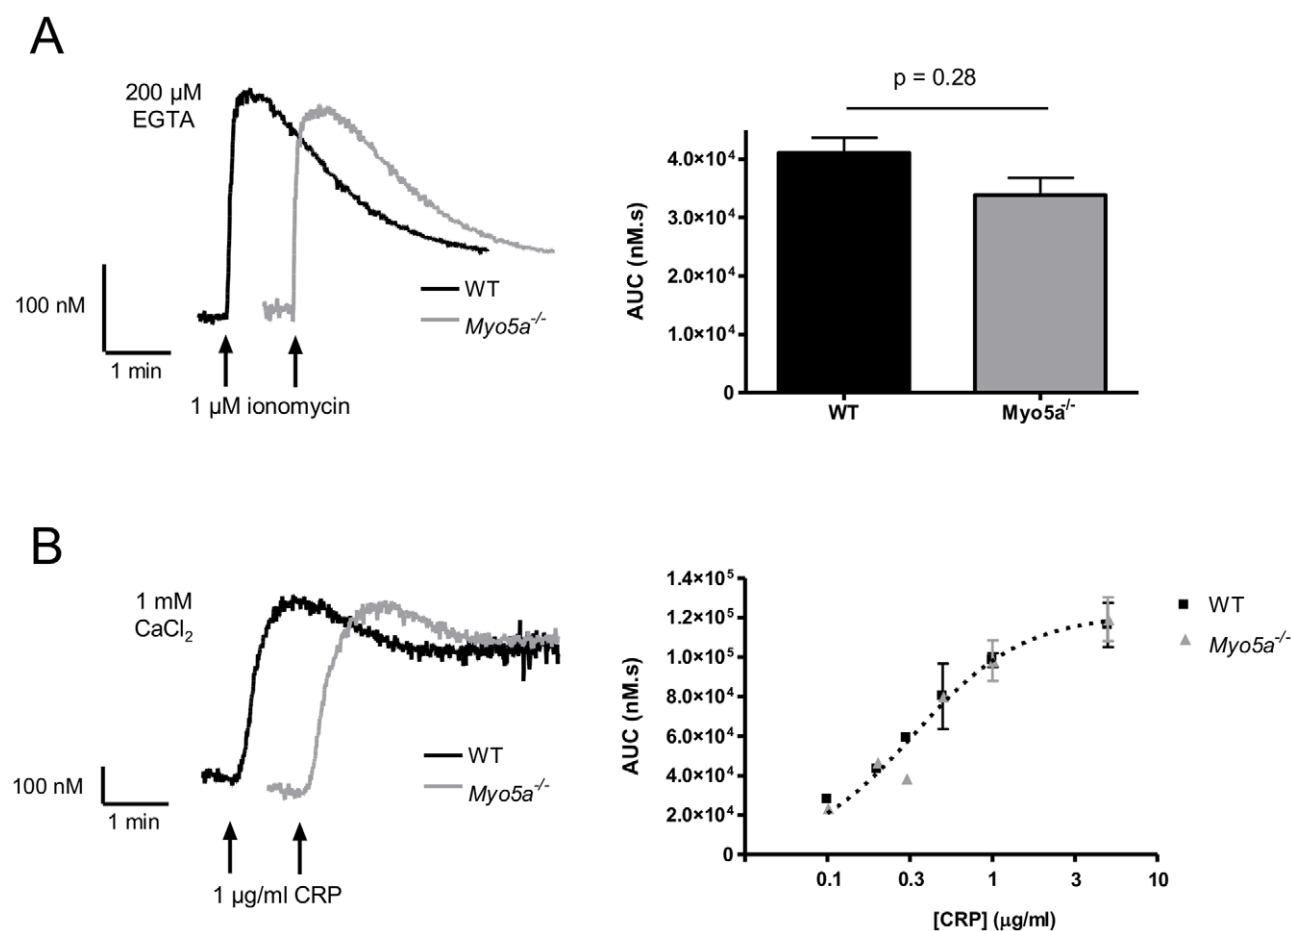 A
200 µM
EGTA
100 nM
1 min
1 µM ionomycin
WT
Myo5a⁻/⁻
p = 0.28
AUC (nM.s)
4.0×10⁴
3.0×10⁴
2.0×10⁴
1.0×10⁴
0
WT
Myo5a⁻/⁻
B
1 mM
CaCl₂
100 nM
1 min
1 µg/ml CRP
WT
Myo5a⁻/⁻
AUC (nM.s)
1.4×10⁵
1.2×10⁵
1.0×10⁵
8.0×10⁴
6.0×10⁴
4.0×10⁴
2.0×10⁴
0
0.1 0.3 1 3 10
[CRP] (µg/ml)
WT
Myo5a⁻/⁻